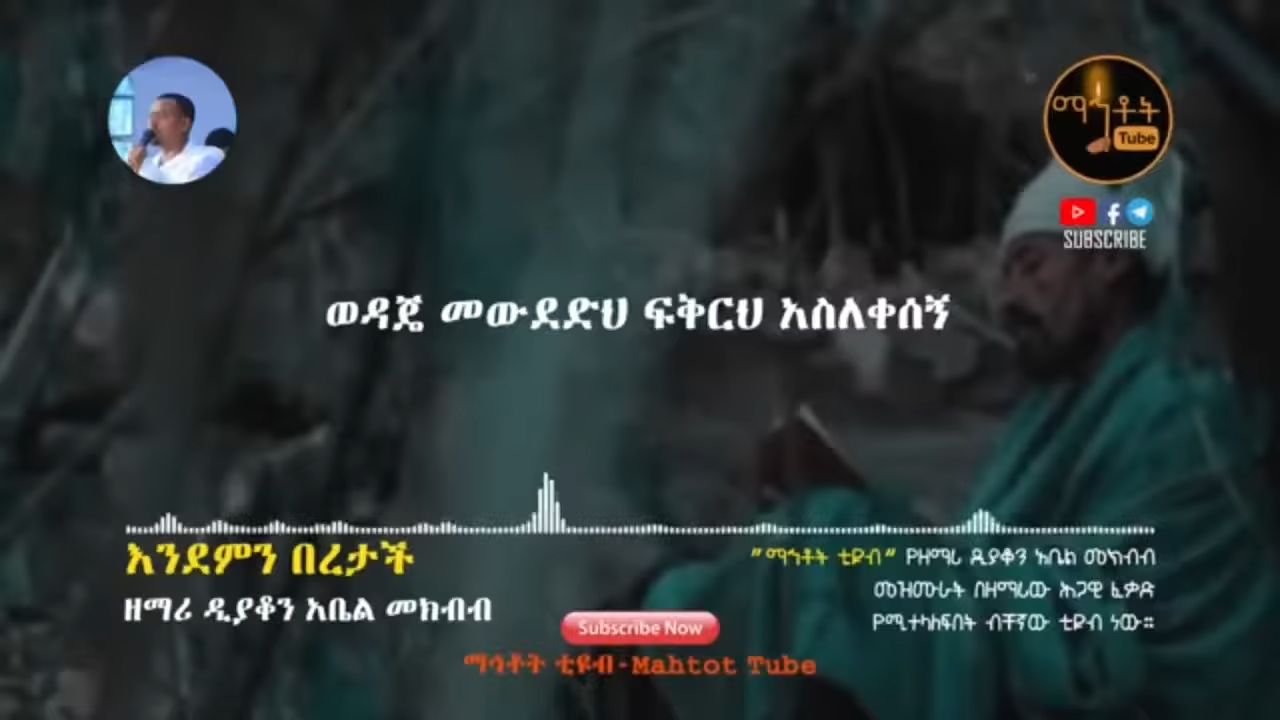 ማኅቶት
Tube
SUBSCRIBE
ወዳጄ መውደድህ ፍቅርህ አስለቀሰኝ
እንደምን በረታች
ዘማሪ ዲያቆን አቤል መክብብ
"ማኅቶት ቲዩብ" የዘማሪ ዲያቆን አቤል መክብብ
መዝሙራት በዘማሪው ሕጋዊ ፈቃድ
የሚተላለፍበት ብቸኛው ቲዩብ ነው።
Subscribe Now
ማኅቶት ቲዩብ-Mahtot Tube